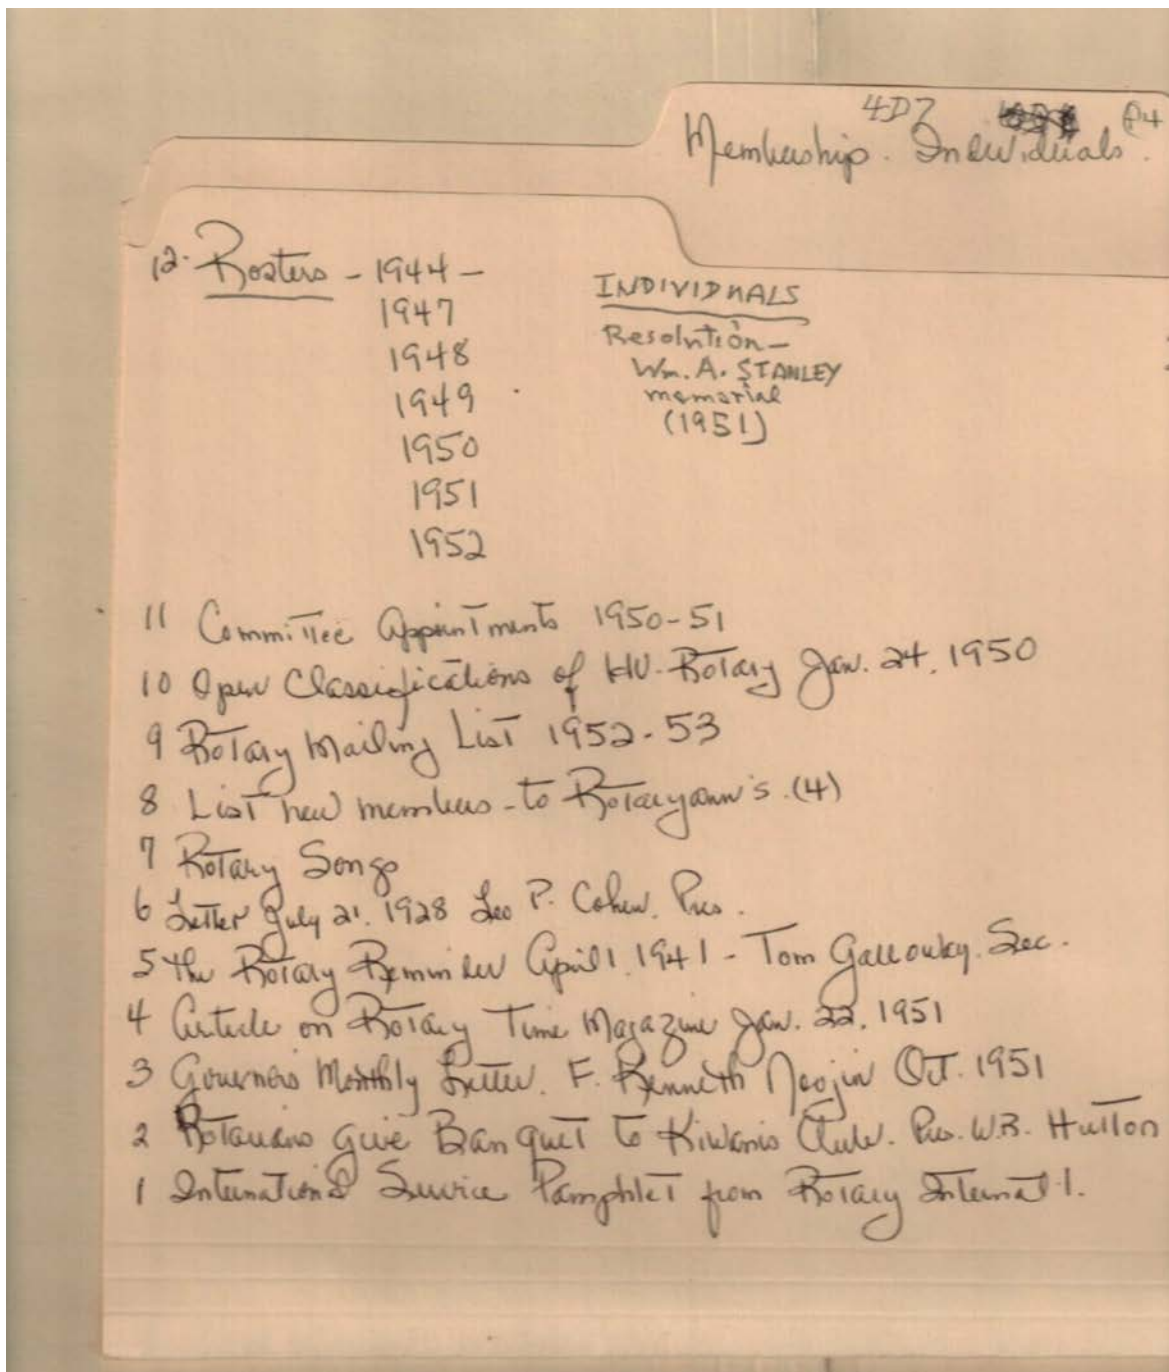 4D7
Membership. Individuals.
12. Rosters - 1944 -
1947
1948
1949
1950
1951
1952
INDIVIDUALS
Resolution -
Wm. A. STANLEY
memorial
(1951)
11 Committee Appointments 1950-51
10 Open Classifications of HV. Rotary Jan. 24, 1950
9 Rotary Mailing List 1952-53
8 List new members - to Rotaryann's. (4)
7 Rotary Songs
6 Letter July 21, 1928 Leo P. Cohen. Pres.
5 the Rotary Reminder April 1, 1941 - Tom Galloway. Sec.
4 Article on Rotary Time Magazine Jan. 22, 1951
3 Governors Monthly Letter. F. Kenneth Noojin Oct. 1951
2 Rotarians give Banquet to Kiwanis Club. Pres. W.B. Hutton
1 International Service Pamphlet from Rotary Internat'l.